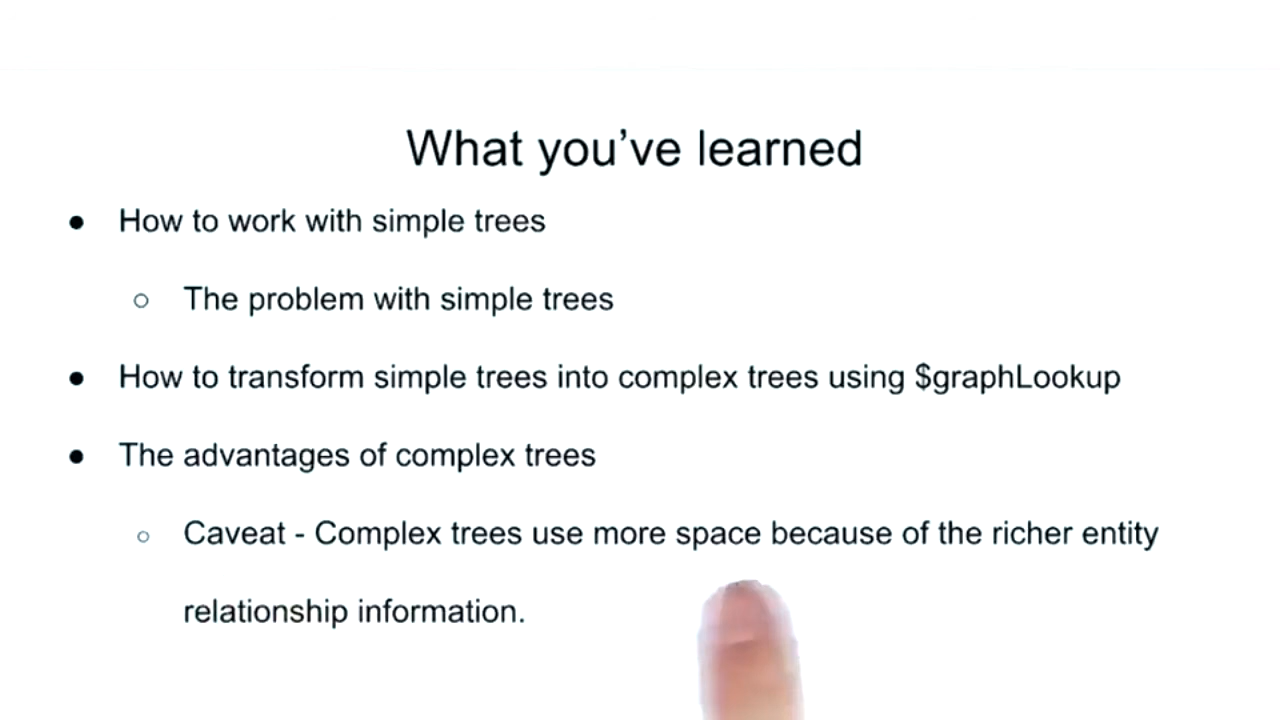 What you’ve learned
● How to work with simple trees
○ The problem with simple trees
● How to transform simple trees into complex trees using $graphLookup
● The advantages of complex trees
○ Caveat - Complex trees use more space because of the richer entity
relationship information.